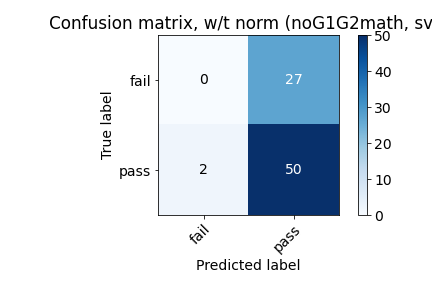 Confusion matrix, w/t norm (noG1G2math, sv
fail
0
27
pass
2
50
fail
pass
True label
Predicted label
50
40
30
20
10
0